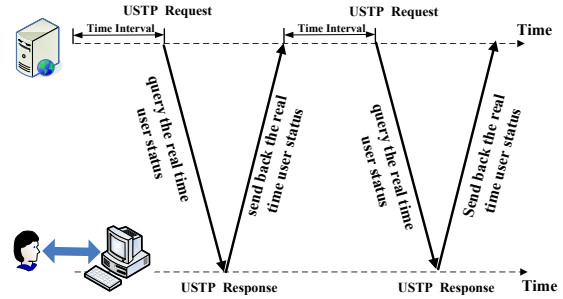 USTP Request
USTP Request
Time Interval
Time Interval
Time
query the real time
user status
send back the real
time user status
query the real time
user status
Send back the real
time user status
USTP Response
USTP Response
Time